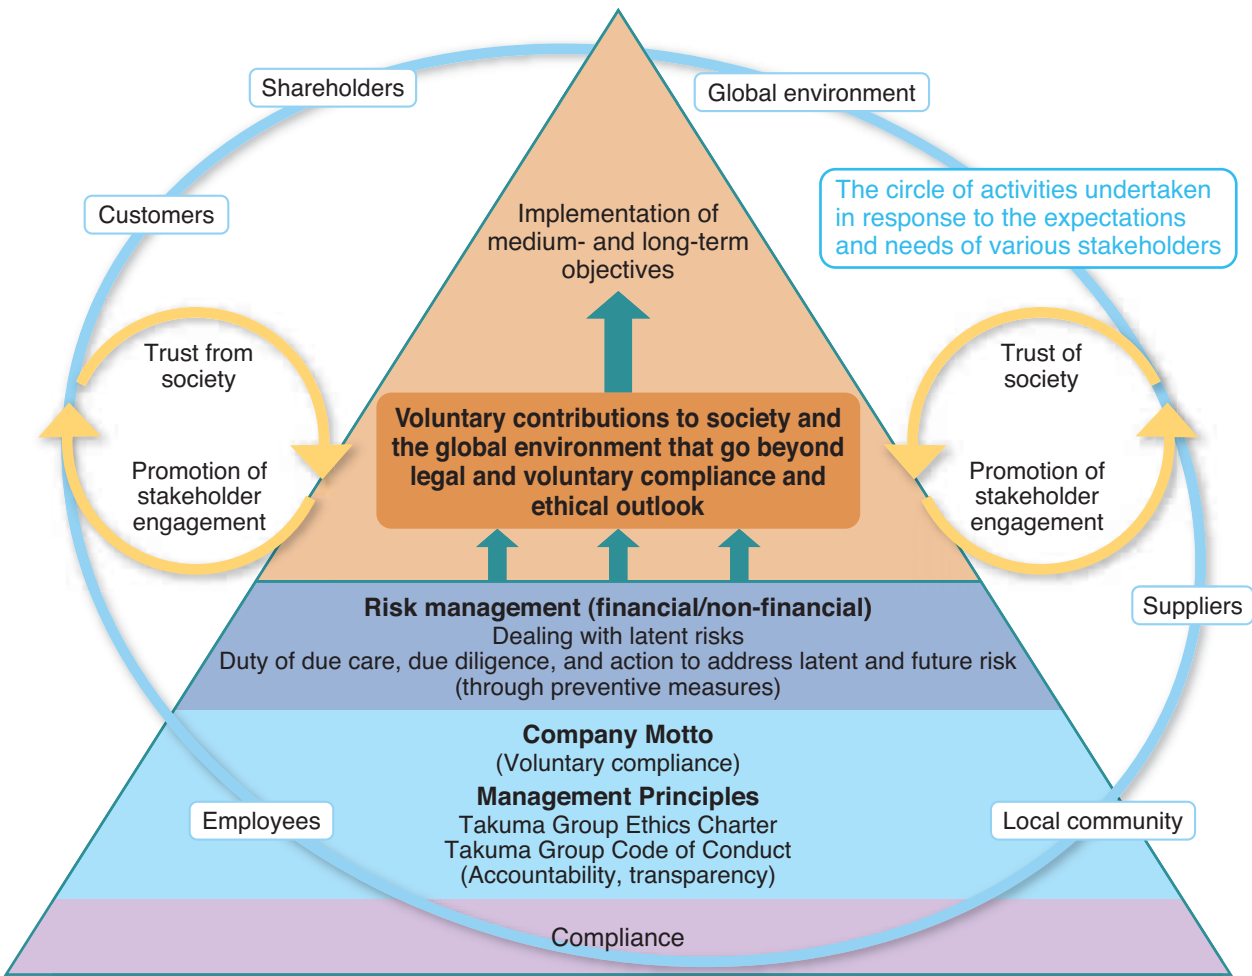 Shareholders
Global environment
Customers
The circle of activities undertaken
in response to the expectations
and needs of various stakeholders
Implementation of
medium- and long-term
objectives
Trust from
society
Promotion of
stakeholder
engagement
Trust of
society
Promotion of
stakeholder
engagement
Voluntary contributions to society and
the global environment that go beyond
legal and voluntary compliance and
ethical outlook
Risk management (financial/non-financial)
Dealing with latent risks
Duty of due care, due diligence, and action to address latent and future risk
(through preventive measures)
Suppliers
Company Motto
(Voluntary compliance)
Management Principles
Takuma Group Ethics Charter
Takuma Group Code of Conduct
(Accountability, transparency)
Employees
Local community
Compliance